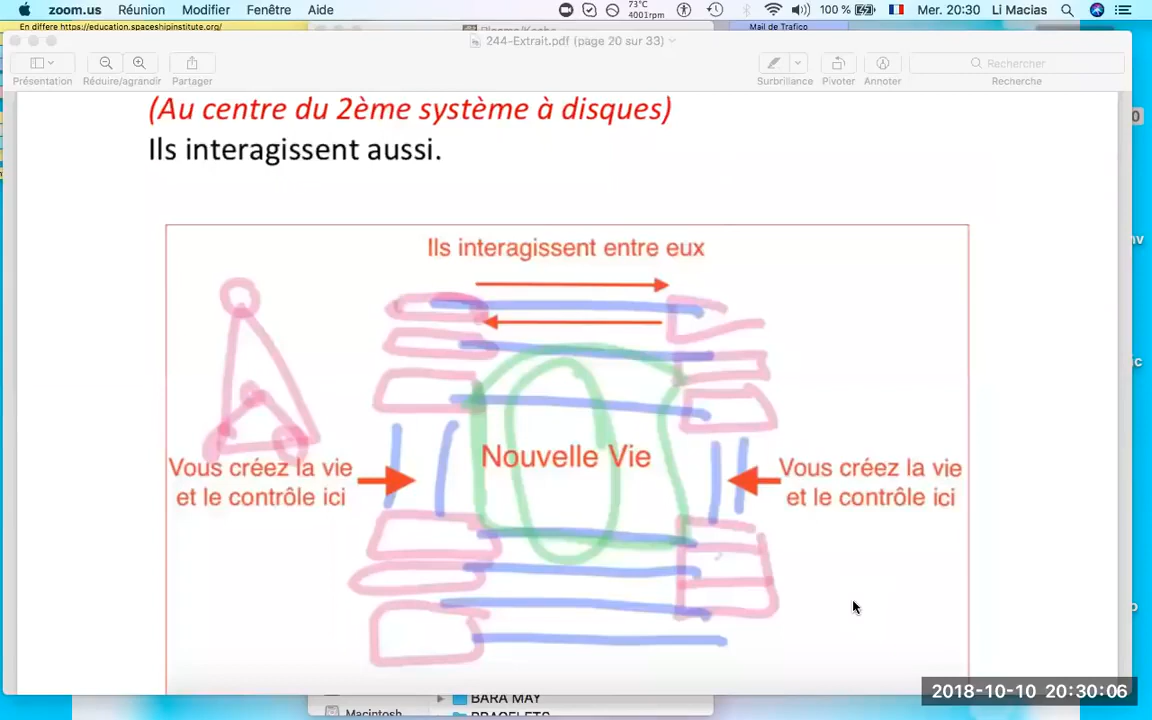 zoom.us Réunion Modifier Fenêtre Aide 73°C 4001rpm 100 % Mer. 20:30 Li Macias
En differe https://education.spaceshipinstitute.org/
Mail de Trafico
244-Extrait.pdf (page 20 sur 33)
Rechercher
Présentation Réduire/agrandir Partager Surbrillance Pivoter Annoter Recherche
(Au centre du 2ème système à disques)
Ils interagissent aussi.
Ils interagissent entre eux
Nouvelle Vie
Vous créez la vie
et le contrôle ici
Vous créez la vie
et le contrôle ici
BARA MAY
Macintosh
BRACELETS
2018-10-10 20:30:06